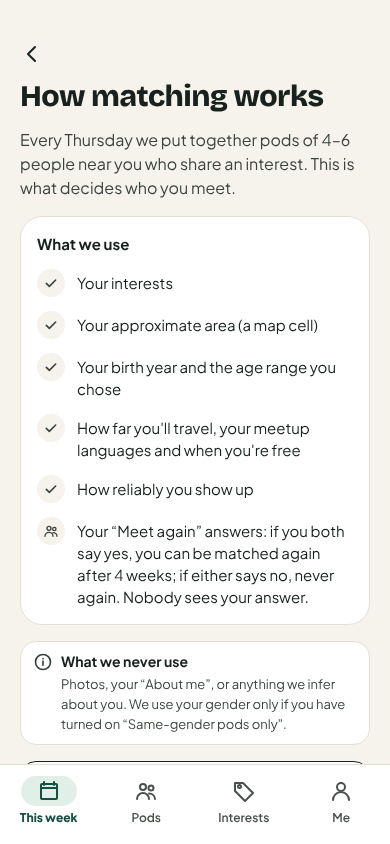 How matching works
Every Thursday we put together pods of 4–6
people near you who share an interest. This is
what decides who you meet.
What we use
Your interests
Your approximate area (a map cell)
Your birth year and the age range you
chose
How far you'll travel, your meetup
languages and when you're free
How reliably you show up
Your “Meet again” answers: if you both
say yes, you can be matched again
after 4 weeks; if either says no, never
again. Nobody sees your answer.
What we never use
Photos, your “About me”, or anything we infer
about you. We use your gender only if you have
turned on “Same-gender pods only”.
This week
Pods
Interests
Me